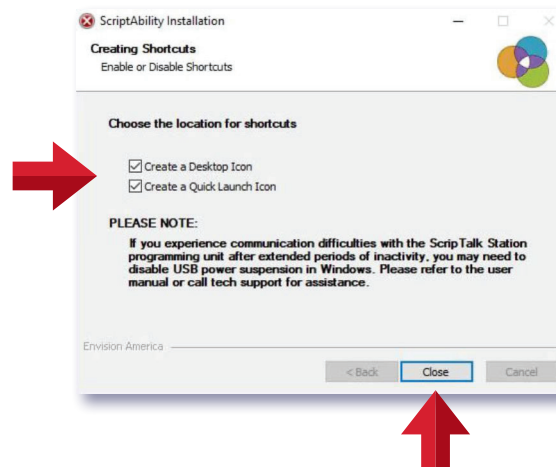 ScriptAbility Installation
Creating Shortcuts
Enable or Disable Shortcuts
Choose the location for shortcuts
Create a Desktop Icon
Create a Quick Launch Icon
PLEASE NOTE:
If you experience communication difficulties with the ScripTalk Station
programming unit after extended periods of inactivity, you may need to
disable USB power suspension in Windows. Please refer to the user
manual or call tech support for assistance.
Envision America
< Back Close Cancel